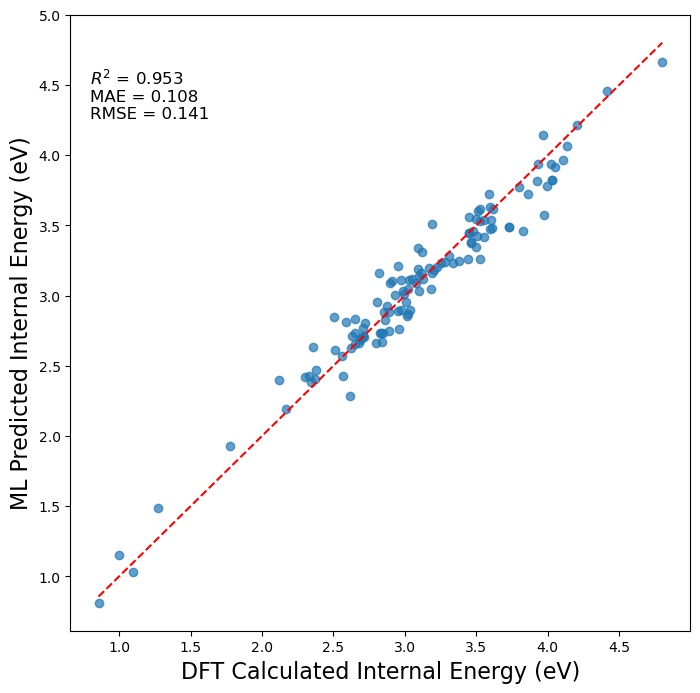 R² = 0.953
MAE = 0.108
RMSE = 0.141
ML Predicted Internal Energy (eV)
5.0
4.5
4.0
3.5
3.0
2.5
2.0
1.5
1.0
1.0 1.5 2.0 2.5 3.0 3.5 4.0 4.5
DFT Calculated Internal Energy (eV)